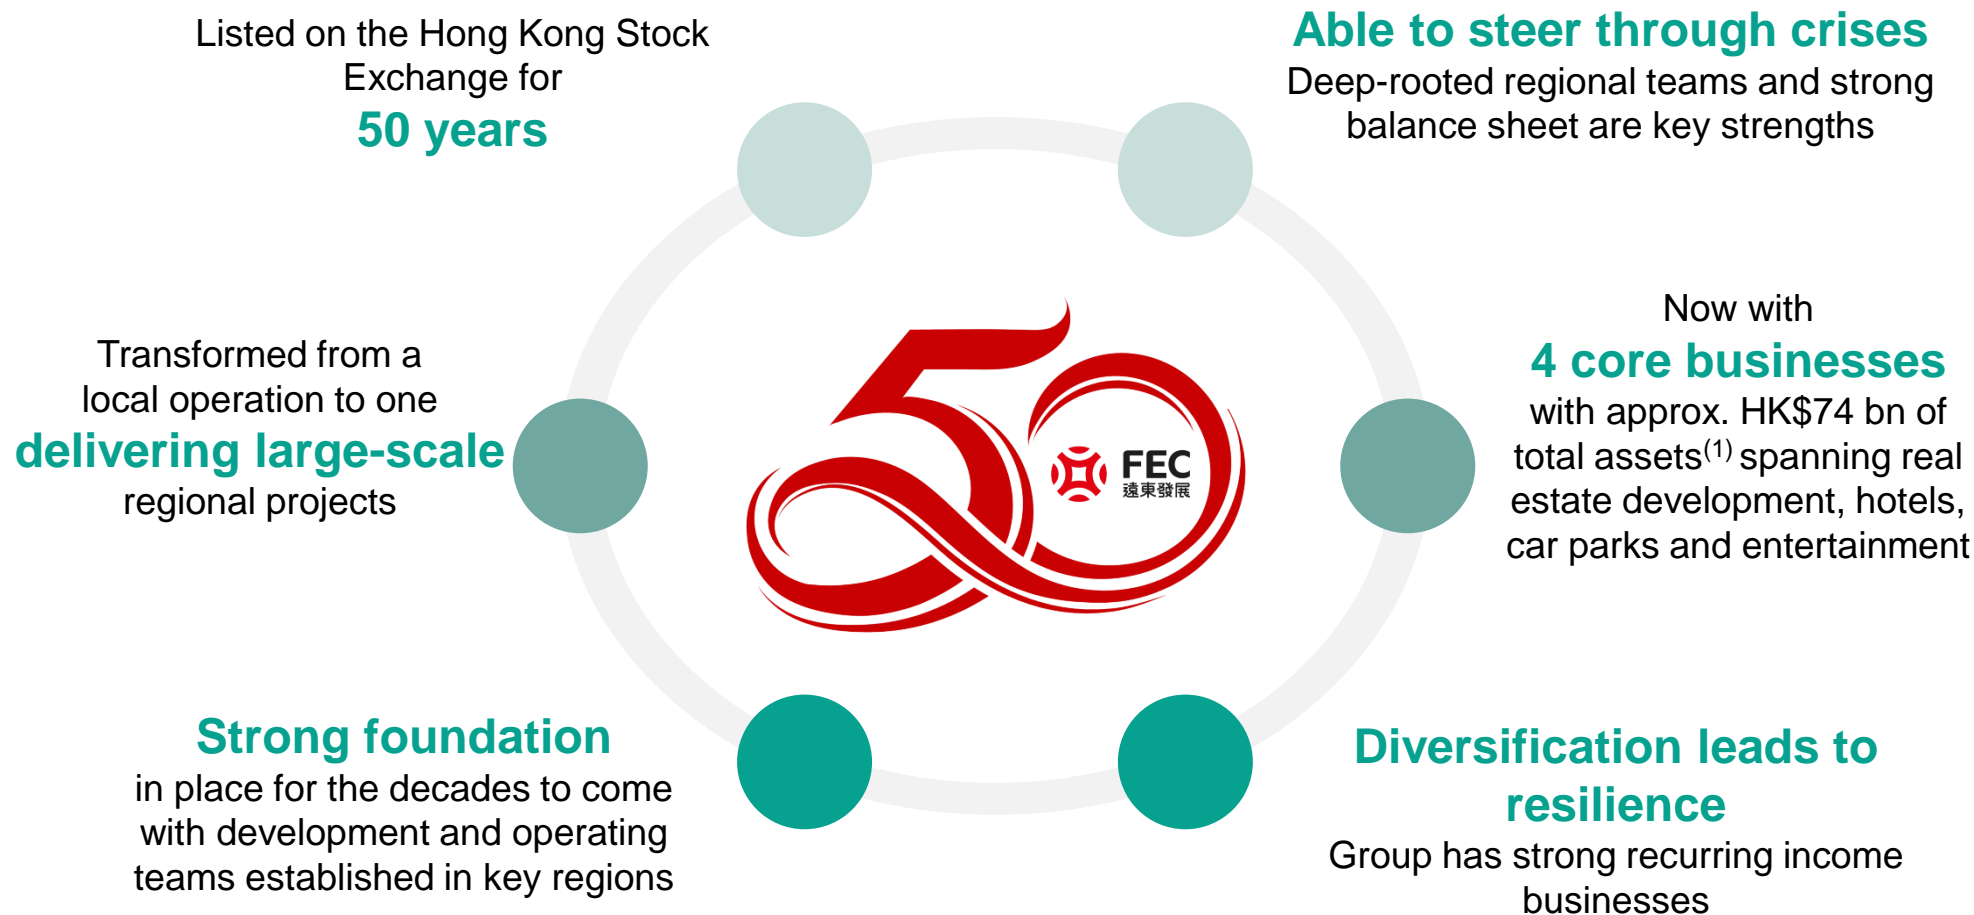 Listed on the Hong Kong Stock
Exchange for
50 years
Able to steer through crises
Deep-rooted regional teams and strong
balance sheet are key strengths
Transformed from a
local operation to one
delivering large-scale
regional projects
50
FEC
遠東發展
Now with
4 core businesses
with approx. HK$74 bn of
total assets(1) spanning real
estate development, hotels,
car parks and entertainment
Strong foundation
in place for the decades to come
with development and operating
teams established in key regions
Diversification leads to
resilience
Group has strong recurring income
businesses